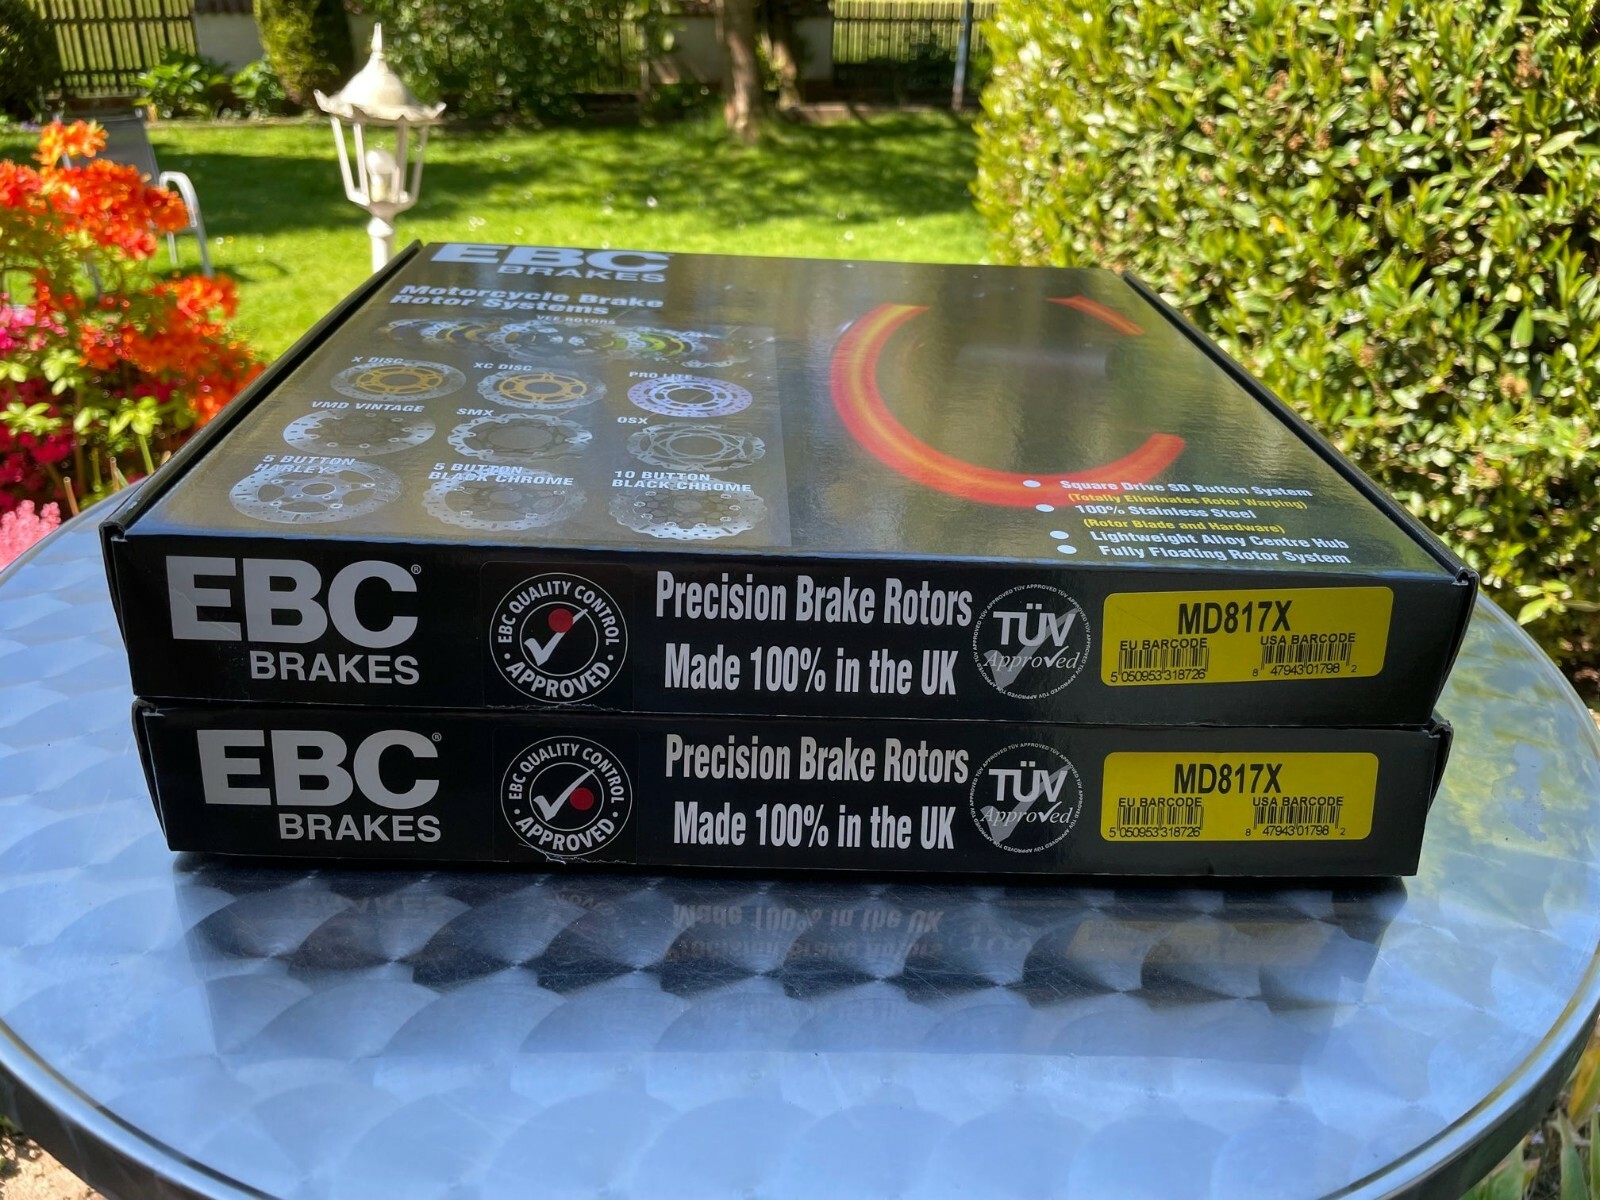 EBC
BRAKES
Motorcycle Brake
Rotor Systems
VEE ROTORS
X DISC
XC DISC
PRO LITE
VMD VINTAGE
SMX
OSX
5 BUTTON
HARLEY
5 BUTTON
BLACK CHROME
10 BUTTON
BLACK CHROME
Square Drive SD Button System
(Totally Eliminates Rotor Warping)
100% Stainless Steel
(Rotor Blade and Hardware)
Lightweight Alloy Centre Hub
Fully Floating Rotor System
EBC®
BRAKES
EBC QUALITY CONTROL
• APPROVED •
Precision Brake Rotors
Made 100% in the UK
TÜV
Approved
MD817X
EU BARCODE
USA BARCODE
5 050953 318726
8 47943 01798 2
EBC®
BRAKES
EBC QUALITY CONTROL
• APPROVED •
Precision Brake Rotors
Made 100% in the UK
TÜV
Approved
MD817X
EU BARCODE
USA BARCODE
5 050953 318726
8 47943 01798 2